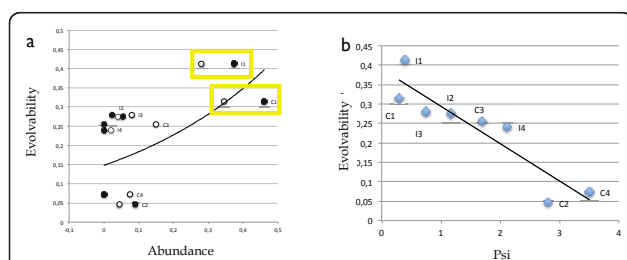 a
Evolvability
0,5
0,45
0,4
0,35
0,3
0,25
0,2
0,15
0,1
0,05
0
I1
C1
I2
I3
C3
I4
C4
C2
-0,1
0
0,1
0,2
0,3
0,4
0,5
Abundance
b
Evolvability
0,45
0,4
0,35
0,3
0,25
0,2
0,15
0,1
0,05
0
I1
I2
C3
C1
I3
I4
C4
C2
0
1
2
3
4
Psi